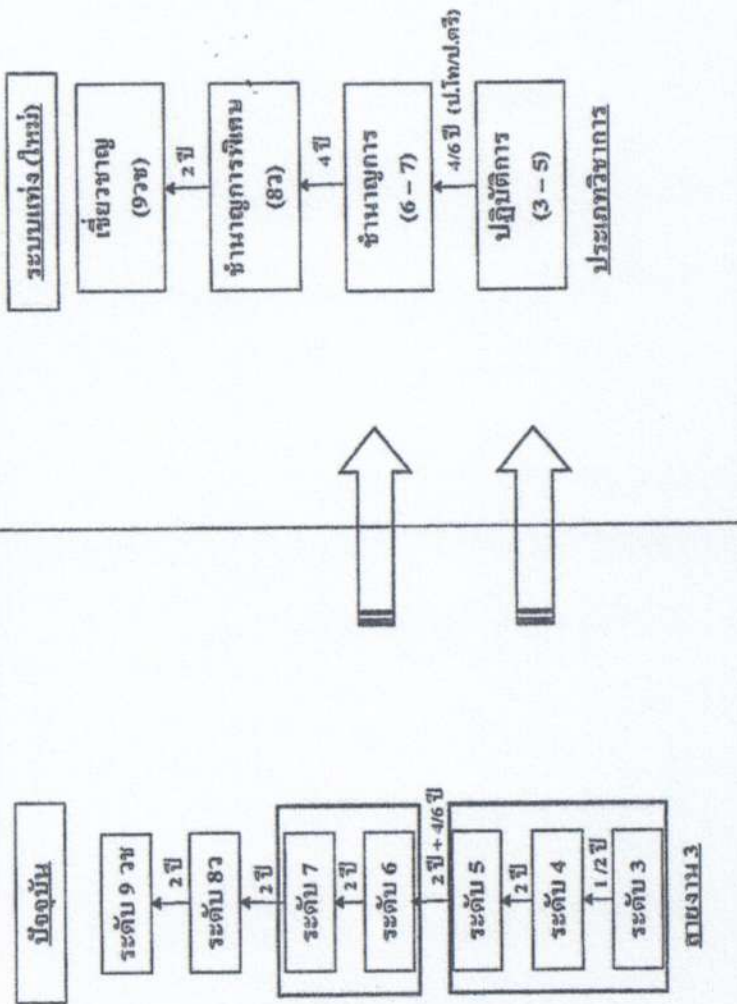 ปัจจุบัน
ระดับ 9 วช
2 ปี
ระดับ 8ว
2 ปี
ระดับ 7
2 ปี
ระดับ 6
2 ปี + 4/6 ปี
ระดับ 5
2 ปี
ระดับ 4
1 /2 ปี
ระดับ 3
สายงาน 3
ระบบแท่ง (ใหม่)
เชี่ยวชาญ
(9วช)
2 ปี
ชำนาญการพิเศษ
(8ว)
4 ปี
ชำนาญการ
(6 – 7)
4/6 ปี (ป.โท/ป.ตรี)
ปฏิบัติการ
(3 – 5)
ประเภทวิชาการ